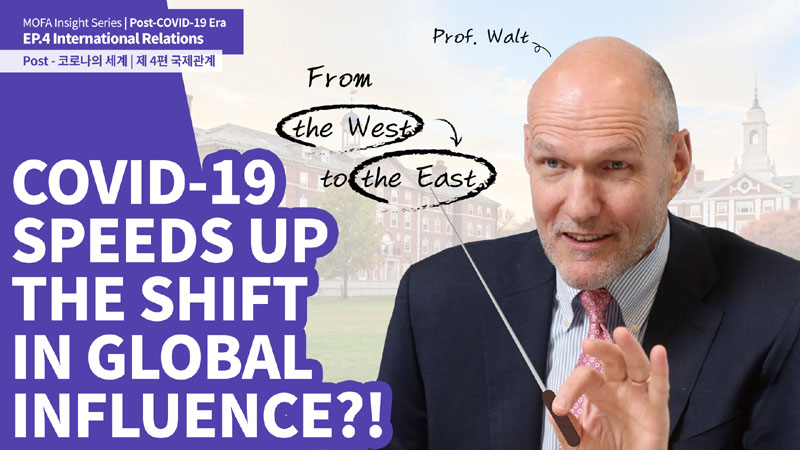 MOFA Insight Series | Post-COVID-19 Era
EP.4 International Relations
Post - 코로나의 세계 | 제 4편 국제관계
Prof. Walt
From
the West
to the East
COVID-19
SPEEDS UP
THE SHIFT
IN GLOBAL
INFLUENCE?!